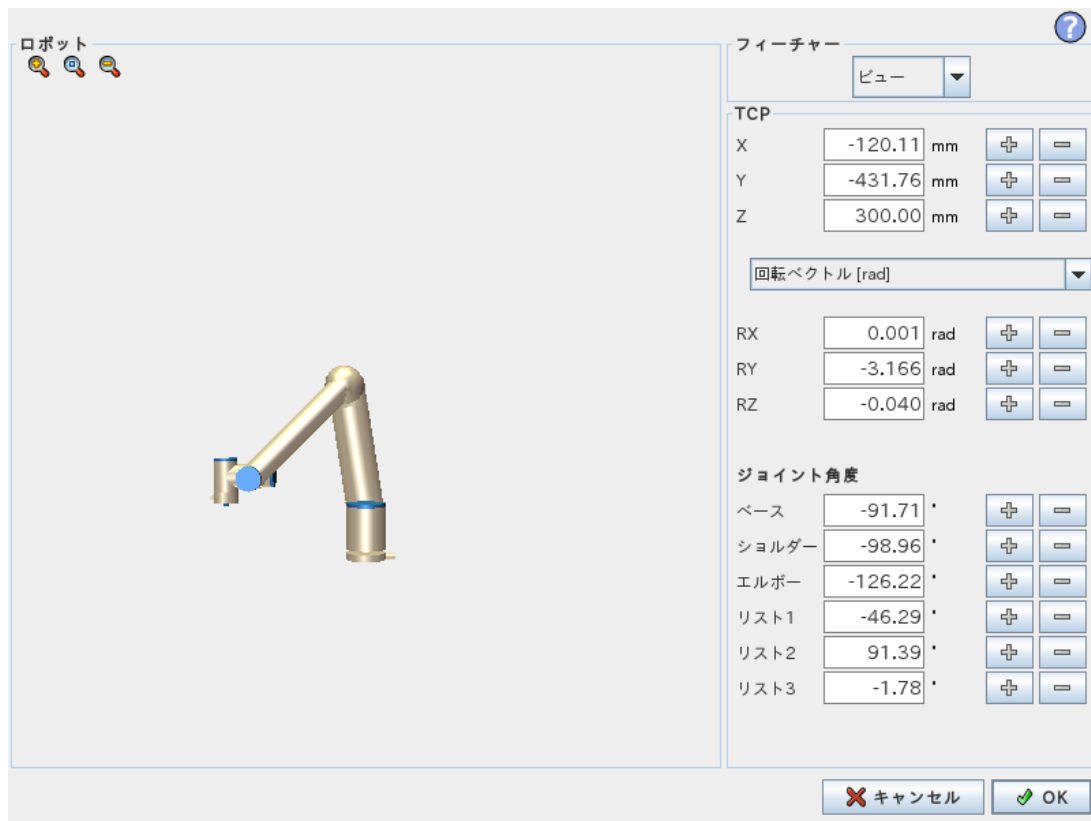 ロボット
?
フィーチャー
ビュー
TCP
X -120.11 mm
Y -431.76 mm
Z 300.00 mm
回転ベクトル [rad]
RX 0.001 rad
RY -3.166 rad
RZ -0.040 rad
ジョイント角度
ベース -91.71 °
ショルダー -98.96 °
エルボー -126.22 °
リスト1 -46.29 °
リスト2 91.39 °
リスト3 -1.78 °
キャンセル
OK